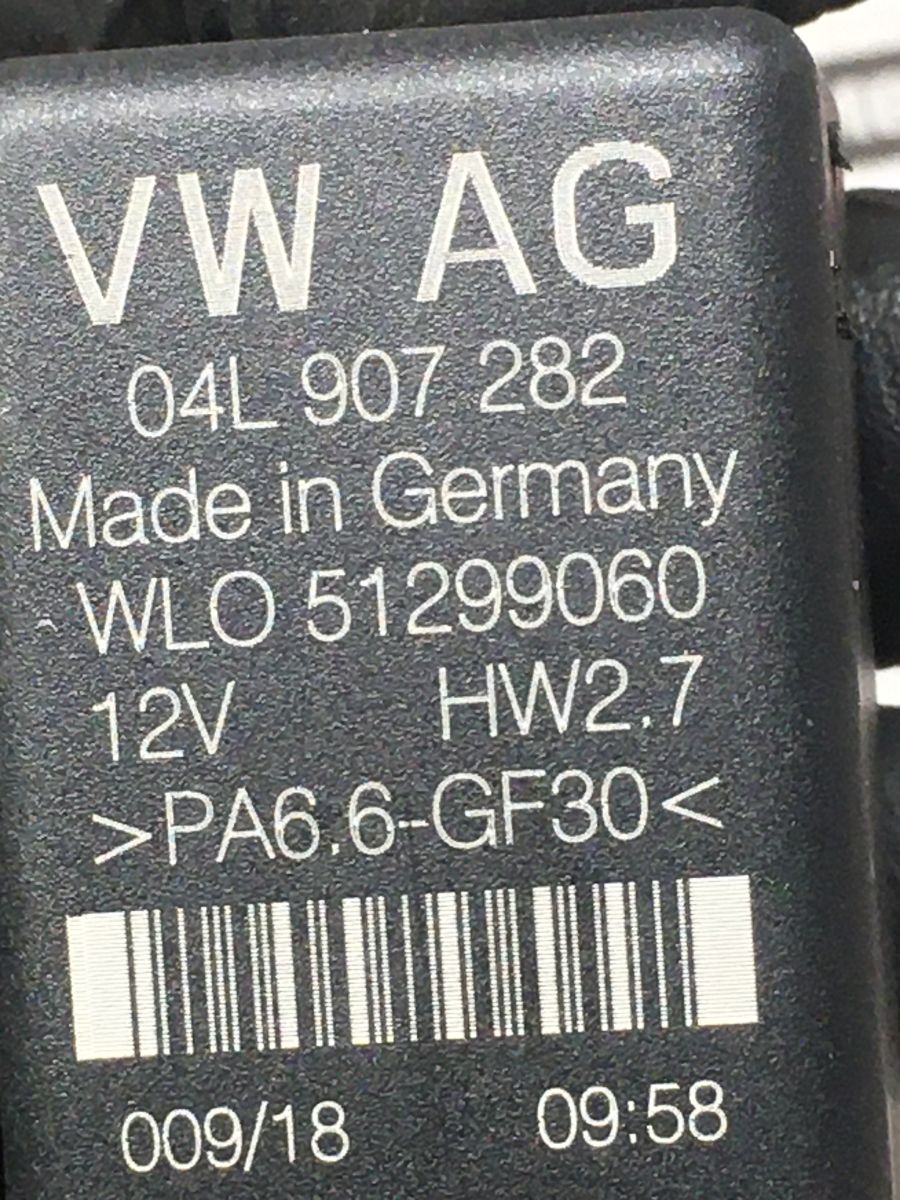 VW AG
04L 907 282
Made in Germany
WLO 51299060
12V HW2.7
>PA6.6-GF30<
009/18 09:58